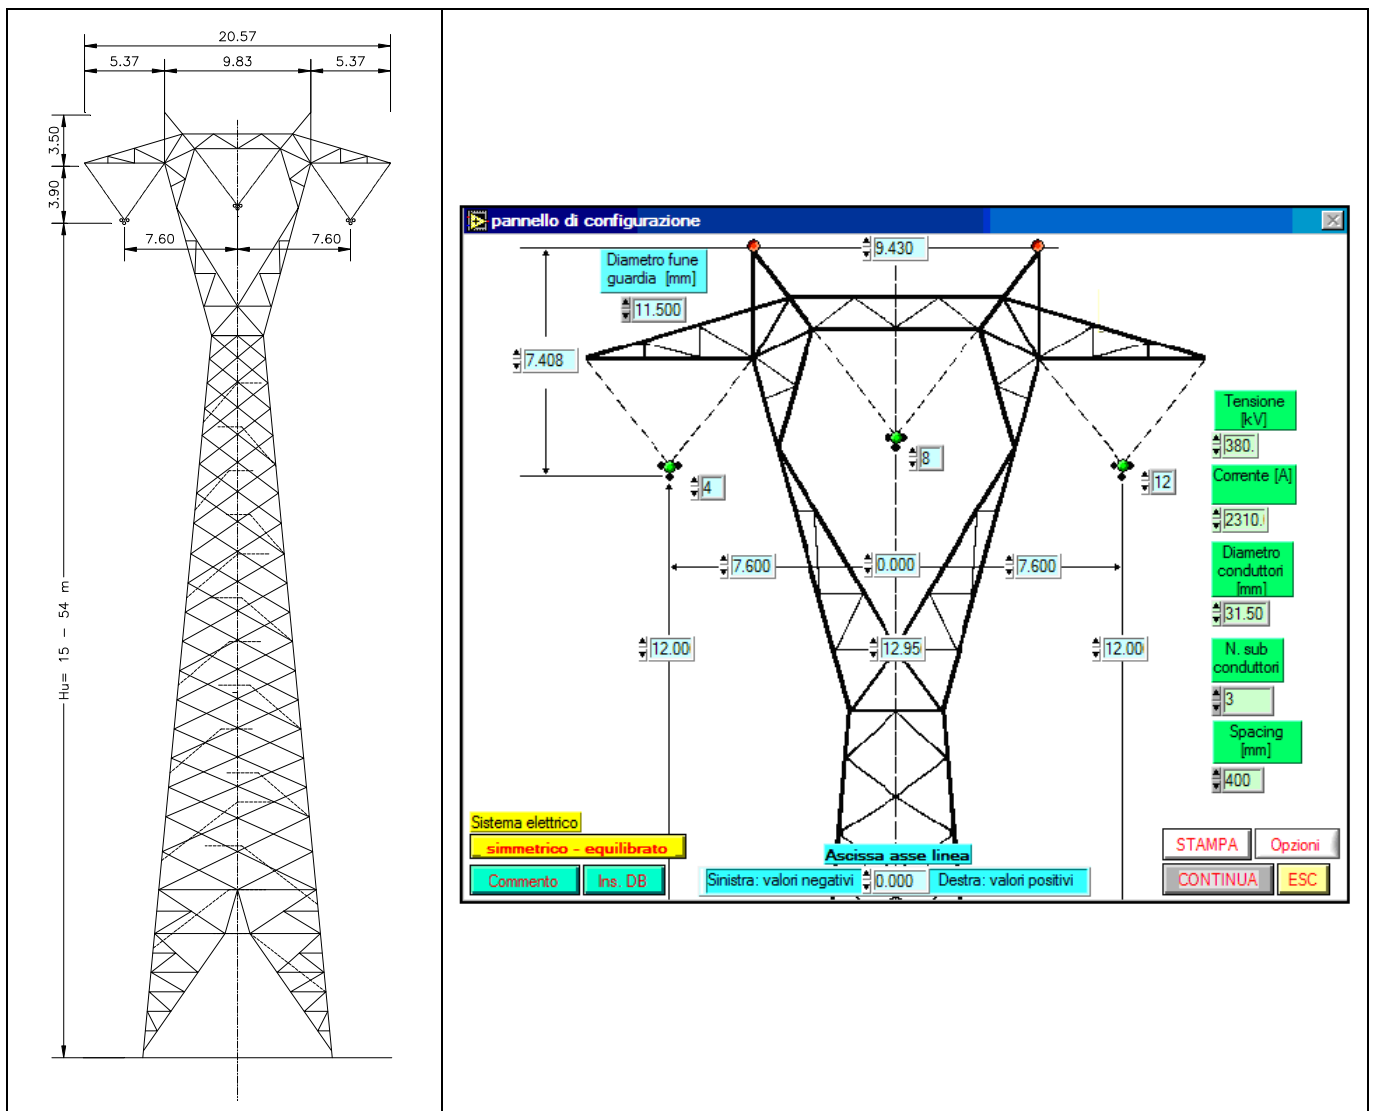 20.57
5.37 9.83 5.37
3.50
3.90
7.60 7.60
Hu= 15 - 54 m
pannello di configurazione
9.430
Diametro fune
guardia [mm]
11.500
7.408
Tensione
[kV]
380.
8
4
12
Corrente [A]
2310.
Diametro
conduttori
[mm]
31.50
7.600 0.000 7.600
12.00 12.95 12.00
N. sub
conduttori
3
Spacing
[mm]
400
Sistema elettrico
_ simmetrico - equilibrato _
Commento Ins. DB
Ascissa asse linea
Sinistra: valori negativi 0.000 Destra: valori positivi
STAMPA Opzioni
CONTINUA ESC